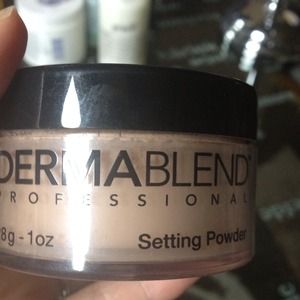 DERMABLEND
PROFESSIONAL
8g - 1oz Setting Powder